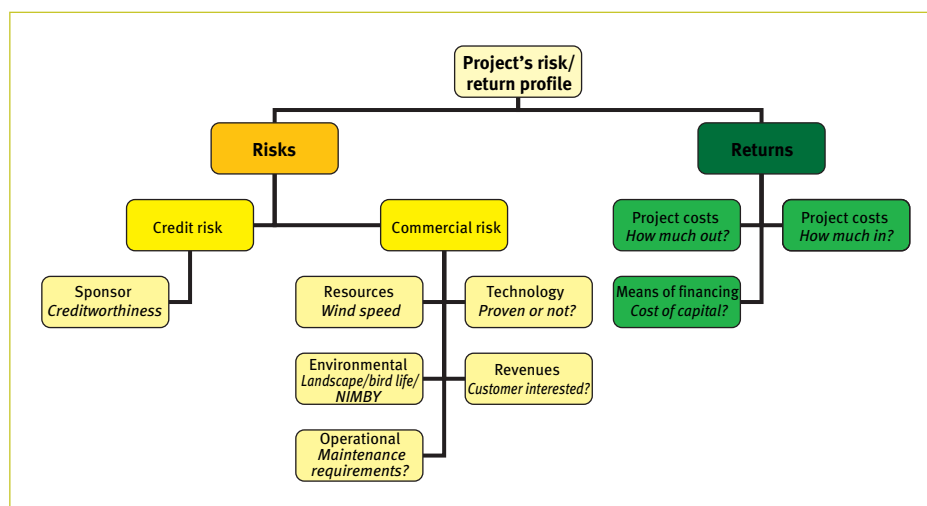 Project's risk/
return profile
Risks
Returns
Credit risk
Commercial risk
Project costs
How much out?
Project costs
How much in?
Sponsor
Creditworthiness
Resources
Wind speed
Technology
Proven or not?
Means of financing
Cost of capital?
Environmental
Landscape/bird life/
NIMBY
Revenues
Customer interested?
Operational
Maintenance
requirements?